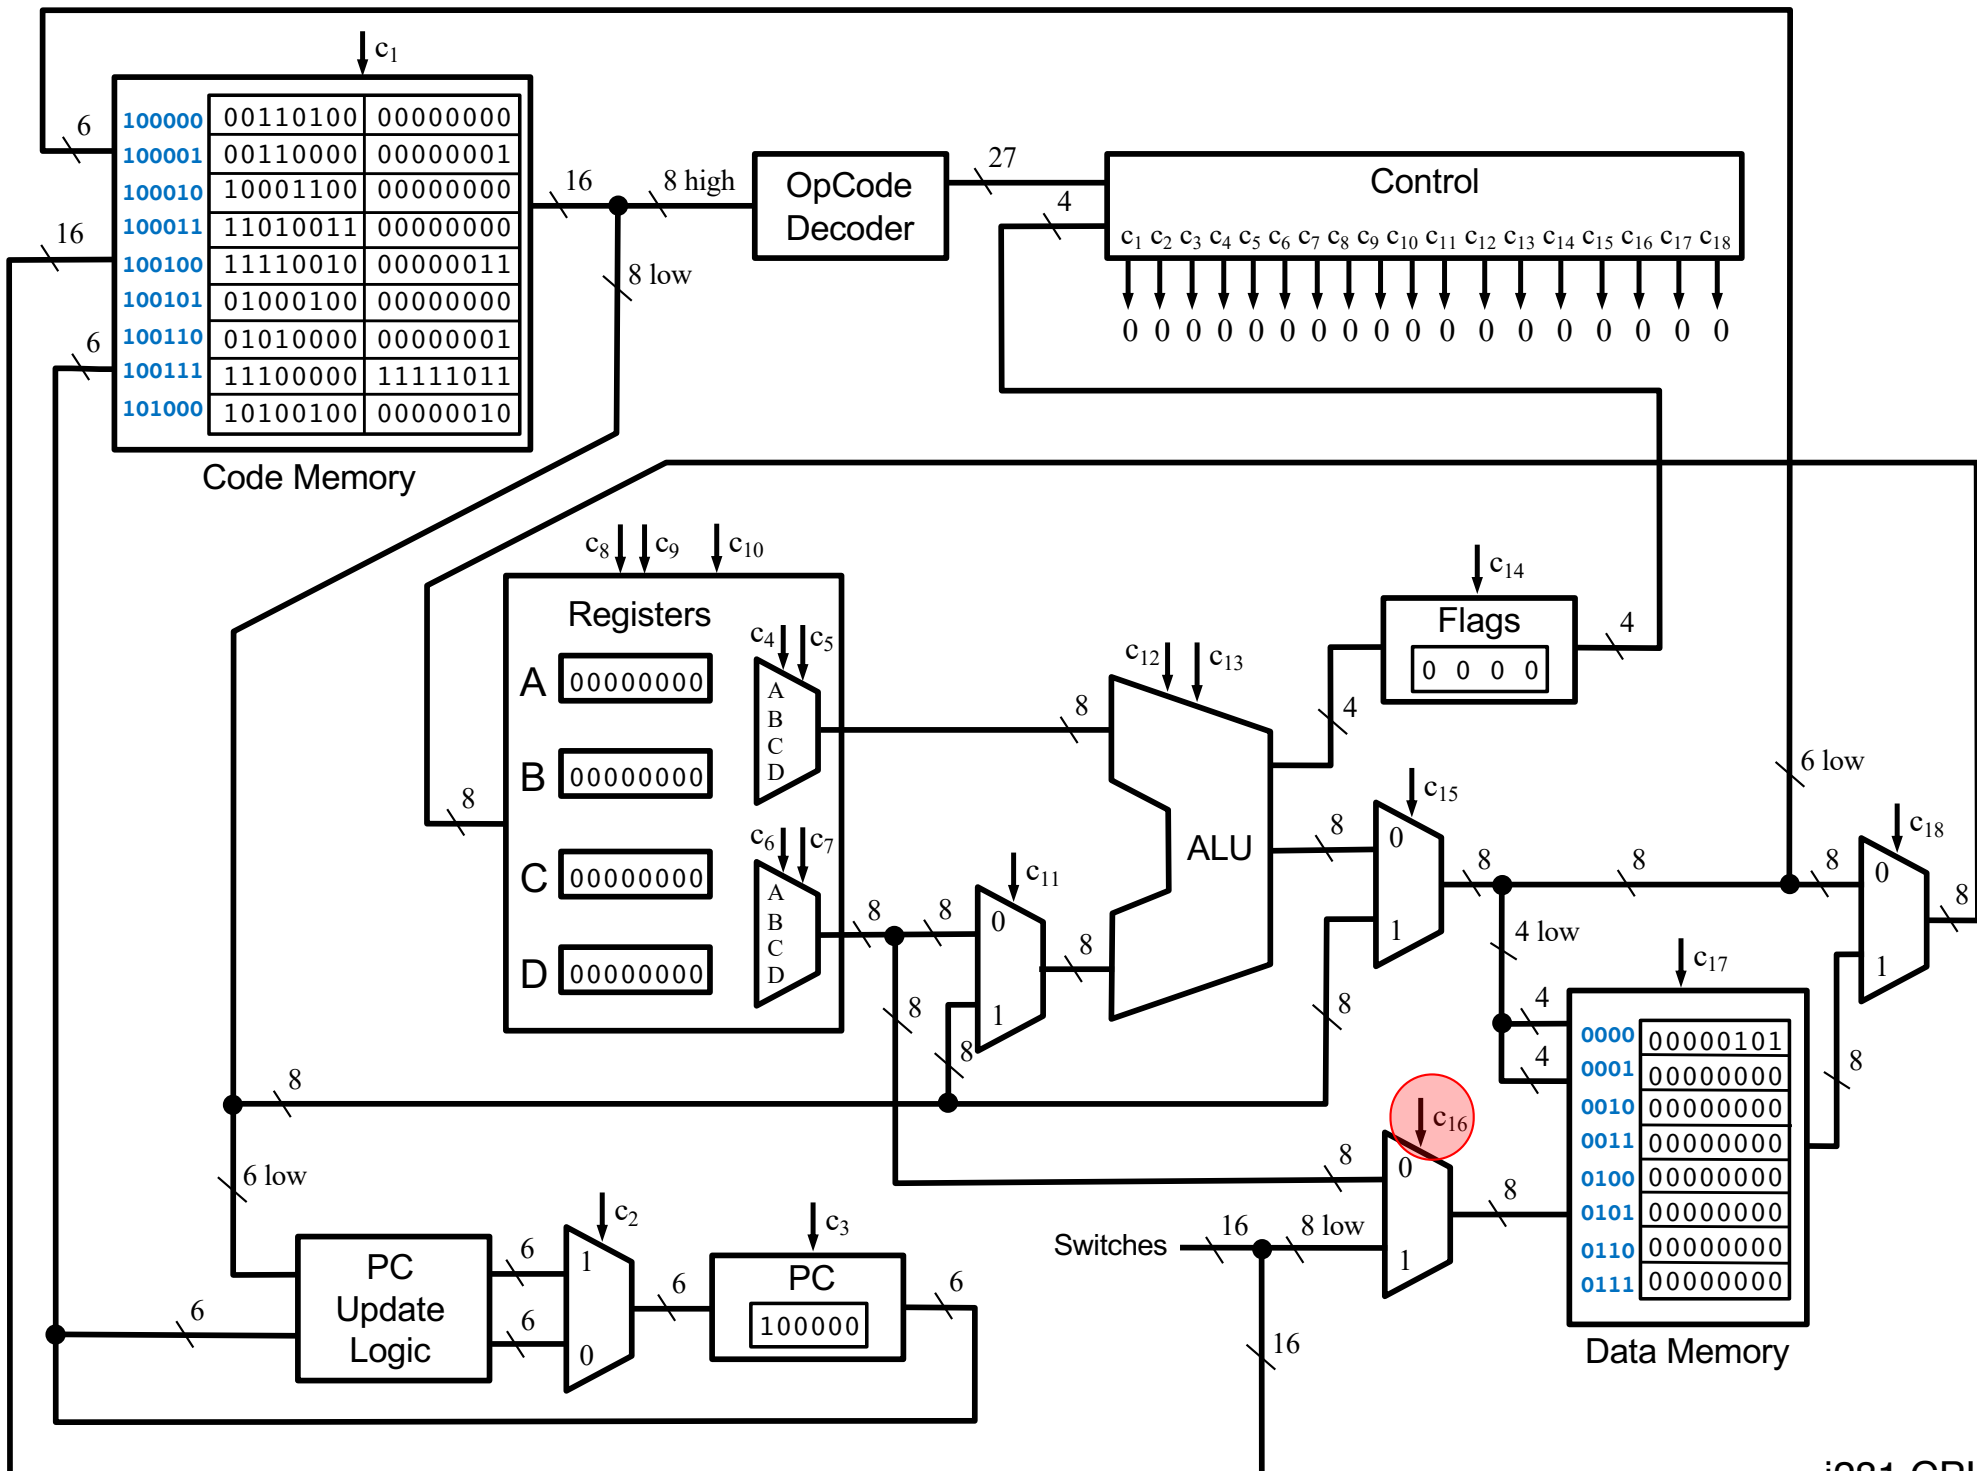 c1
100000 00110100 00000000
100001 00110000 00000001
100010 10001100 00000000
100011 11010011 00000000
100100 11110010 00000011
100101 01000100 00000000
100110 01010000 00000001
100111 11100000 11111011
101000 10100100 00000010
Code Memory
6
16
6
16
8 high
8 low
OpCode
Decoder
27
4
Control
c1 c2 c3 c4 c5 c6 c7 c8 c9 c10 c11 c12 c13 c14 c15 c16 c17 c18
0 0 0 0 0 0 0 0 0 0 0 0 0 0 0 0 0 0
c8 c9 c10
Registers
A 00000000
B 00000000
C 00000000
D 00000000
c4 c5
A
B
C
D
c6 c7
A
B
C
D
8
8
8
8
8
c11
0
1
8
8
8
c12 c13
ALU
4
8
c14
Flags
0 0 0 0
4
c15
0
1
8
8
8
8
6 low
4 low
4
4
c18
0
1
8
8
c17
0000 00000101
0001 00000000
0010 00000000
0011 00000000
0100 00000000
0101 00000000
0110 00000000
0111 00000000
Data Memory
c16
0
1
8
8
Switches
16
8 low
16
8
6 low
6
PC
Update
Logic
6
6
c2
1
0
6
c3
PC
100000
6